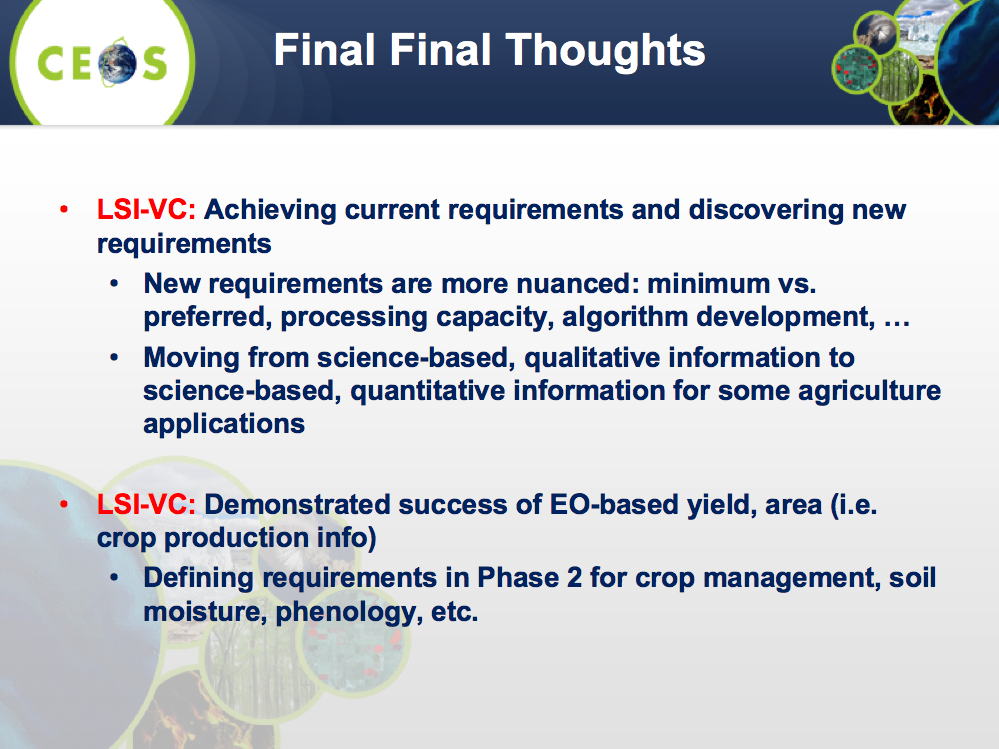 CEOS
Final Final Thoughts
• LSI-VC: Achieving current requirements and discovering new
requirements
• New requirements are more nuanced: minimum vs.
preferred, processing capacity, algorithm development, …
• Moving from science-based, qualitative information to
science-based, quantitative information for some agriculture
applications
• LSI-VC: Demonstrated success of EO-based yield, area (i.e.
crop production info)
• Defining requirements in Phase 2 for crop management, soil
moisture, phenology, etc.